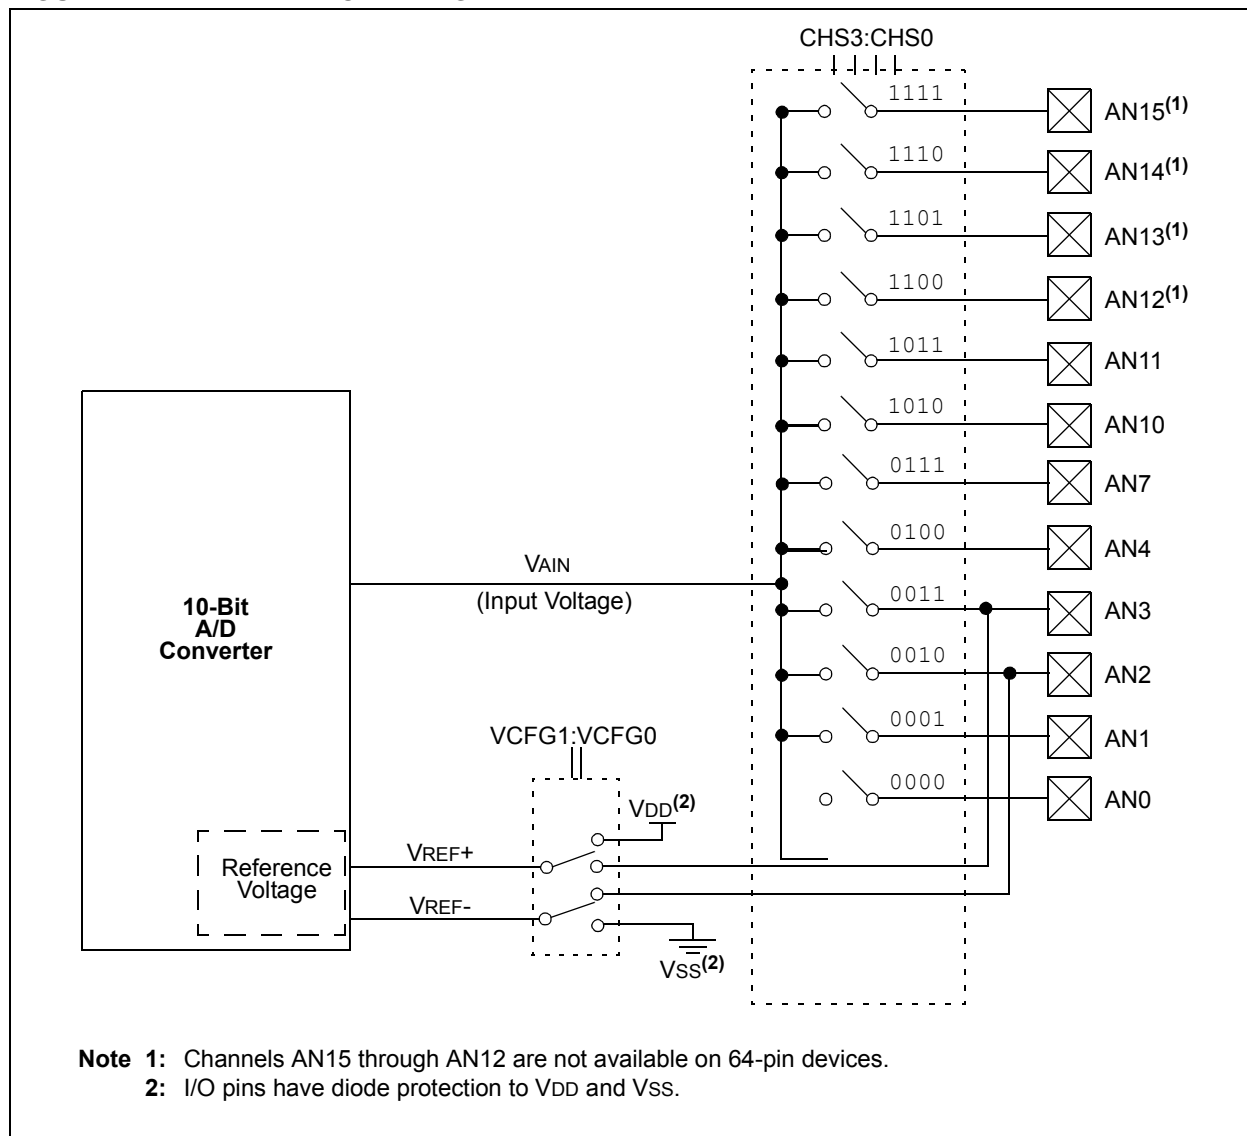 CHS3:CHS0
1111
AN15(1)
1110
AN14(1)
1101
AN13(1)
1100
AN12(1)
1011
AN11
1010
AN10
0111
AN7
0100
AN4
VAIN
(Input Voltage)
10-Bit
A/D
Converter
0011
AN3
0010
AN2
0001
AN1
VCFG1:VCFG0
0000
AN0
VDD(2)
Reference
Voltage
VREF+
VREF-
VSS(2)
Note 1: Channels AN15 through AN12 are not available on 64-pin devices.
2: I/O pins have diode protection to VDD and VSS.